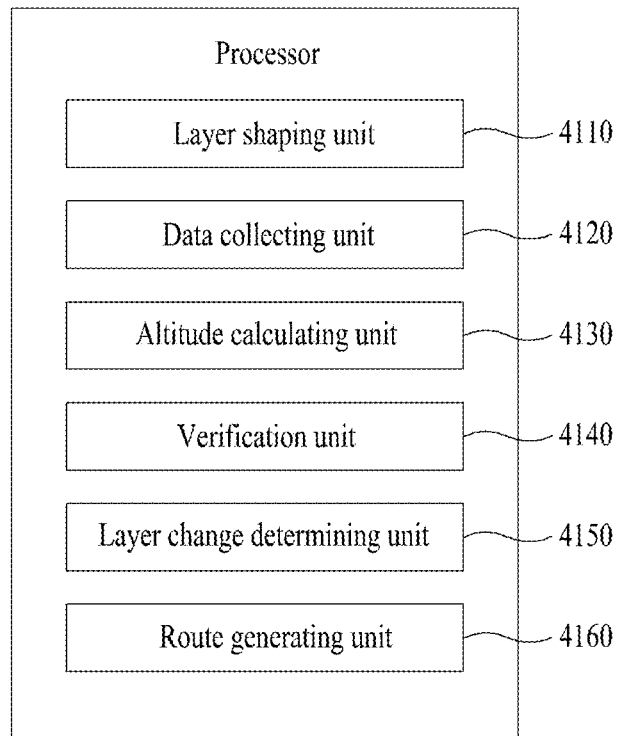 Processor
Layer shaping unit 4110
Data collecting unit 4120
Altitude calculating unit 4130
Verification unit 4140
Layer change determining unit 4150
Route generating unit 4160